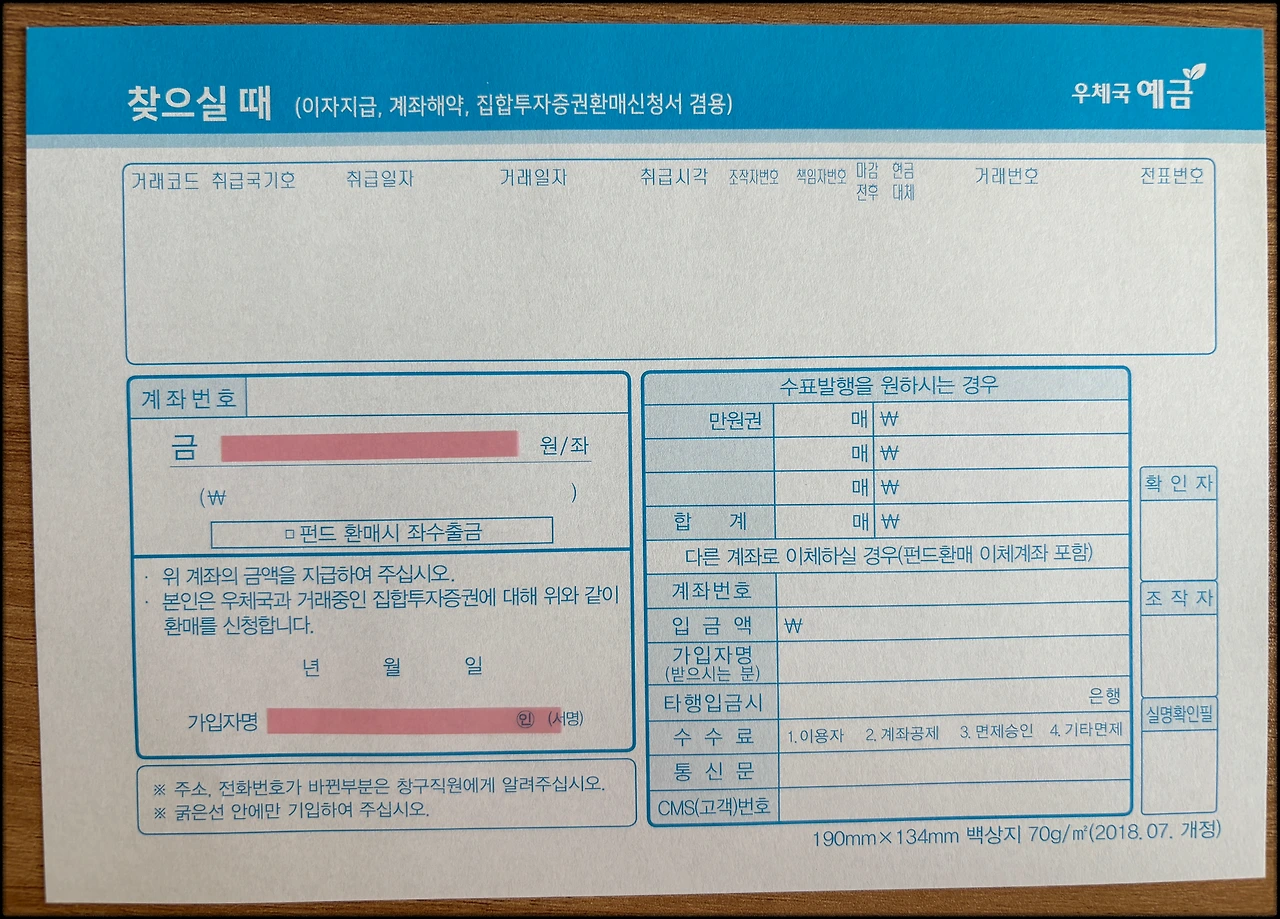 찾으실 때 (이자지급, 계좌해약, 집합투자증권환매신청서 겸용)
우체국 예금
거래코드 취급국기호 취급일자 거래일자 취급시각 조작자번호 책임자번호 마감전후 현금대체 거래번호 전표번호
계좌번호
금 원/좌
(₩ )
□ 펀드 환매시 좌수출금
· 위 계좌의 금액을 지급하여 주십시오.
· 본인은 우체국과 거래중인 집합투자증권에 대해 위와 같이
환매를 신청합니다.
년 월 일
가입자명 ㊞ (서명)
※ 주소, 전화번호가 바뀐부분은 창구직원에게 알려주십시오.
※ 굵은선 안에만 기입하여 주십시오.
수표발행을 원하시는 경우
만원권 매 ₩
매 ₩
매 ₩
합 계 매 ₩
다른 계좌로 이체하실 경우(펀드환매 이체계좌 포함)
계좌번호
입 금 액 ₩
가입자명
(받으시는 분)
타행입금시 은행
수 수 료 1.이용자 2.계좌공제 3.면제승인 4.기타면제
통 신 문
CMS(고객)번호
확 인 자
조 작 자
실명확인필
190mm×134mm 백상지 70g/㎡(2018.07. 개정)